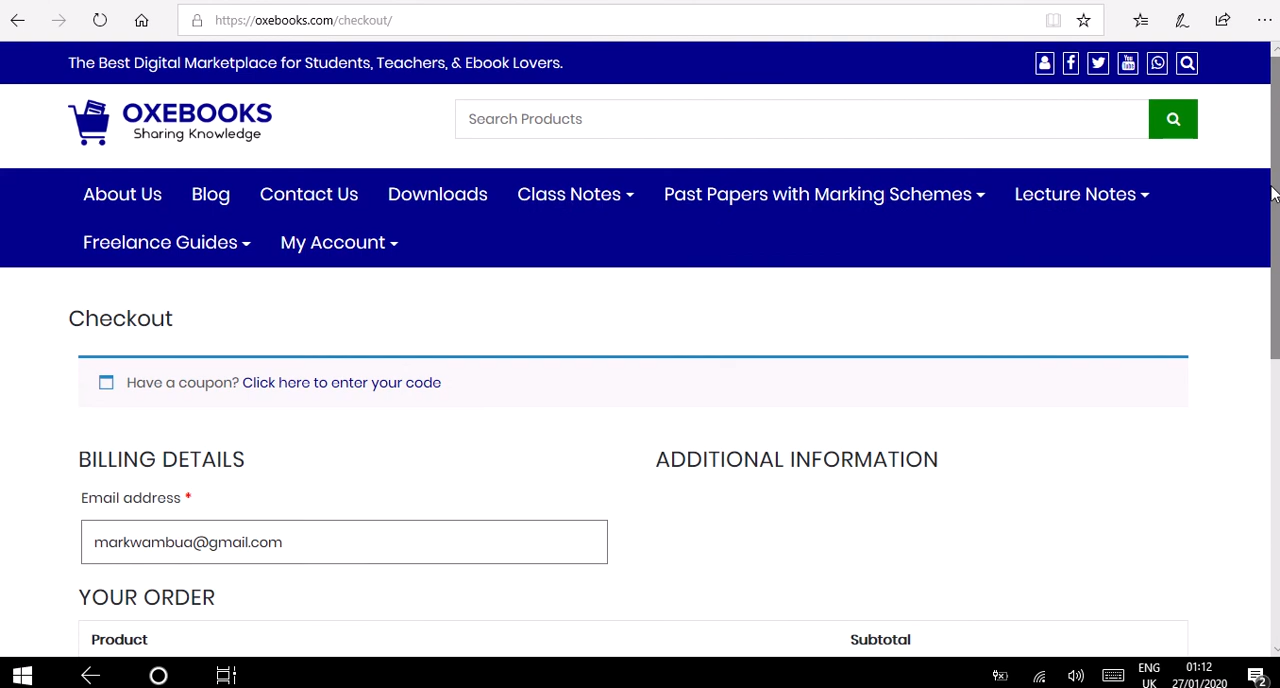 https://oxebooks.com/checkout/
The Best Digital Marketplace for Students, Teachers, & Ebook Lovers.
You Tube
OXEBOOKS
Sharing Knowledge
Search Products
About Us Blog Contact Us Downloads Class Notes Past Papers with Marking Schemes Lecture Notes
Freelance Guides My Account
Checkout
Have a coupon? Click here to enter your code
BILLING DETAILS ADDITIONAL INFORMATION
Email address *
markwambua@gmail.com
YOUR ORDER
Product Subtotal
ENG 01:12
UK 27/01/2020 2